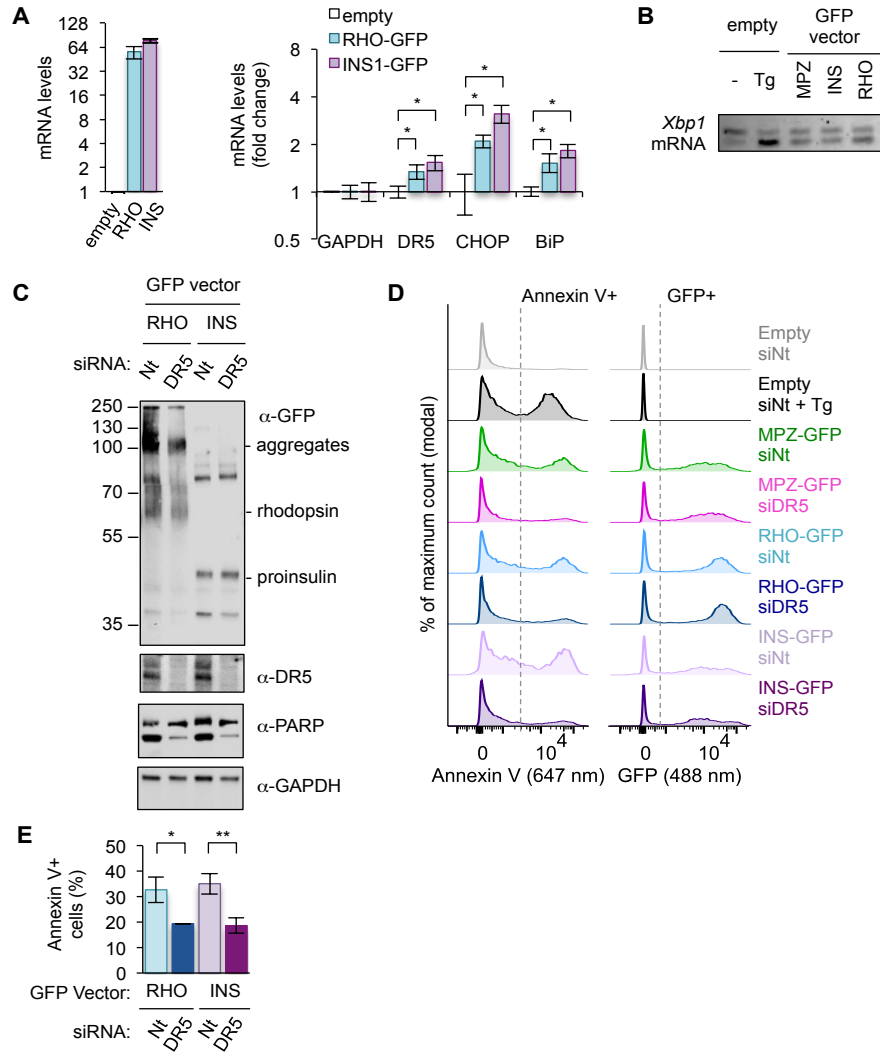 A
mRNA levels
128
64
32
16
8
4
2
1
empty
RHO
INS
empty
RHO-GFP
INS1-GFP
mRNA levels
(fold change)
8
4
2
1
0.5
*
*
*
*
*
*
GAPDH DR5 CHOP BiP
B
empty
GFP
vector
- Tg MPZ INS RHO
Xbp1
mRNA
C
GFP vector
RHO INS
siRNA: Nt DR5 Nt DR5
250
130
100
70
55
35
α-GFP
aggregates
rhodopsin
proinsulin
α-DR5
α-PARP
α-GAPDH
D
Annexin V+ GFP+
% of maximum count (modal)
Empty
siNt
Empty
siNt + Tg
MPZ-GFP
siNt
MPZ-GFP
siDR5
RHO-GFP
siNt
RHO-GFP
siDR5
INS-GFP
siNt
INS-GFP
siDR5
0 10⁴ 0 10⁴
Annexin V (647 nm) GFP (488 nm)
E
Annexin V+
cells (%)
50
40
30
20
10
0
* **
GFP Vector: RHO INS
siRNA: Nt DR5 Nt DR5